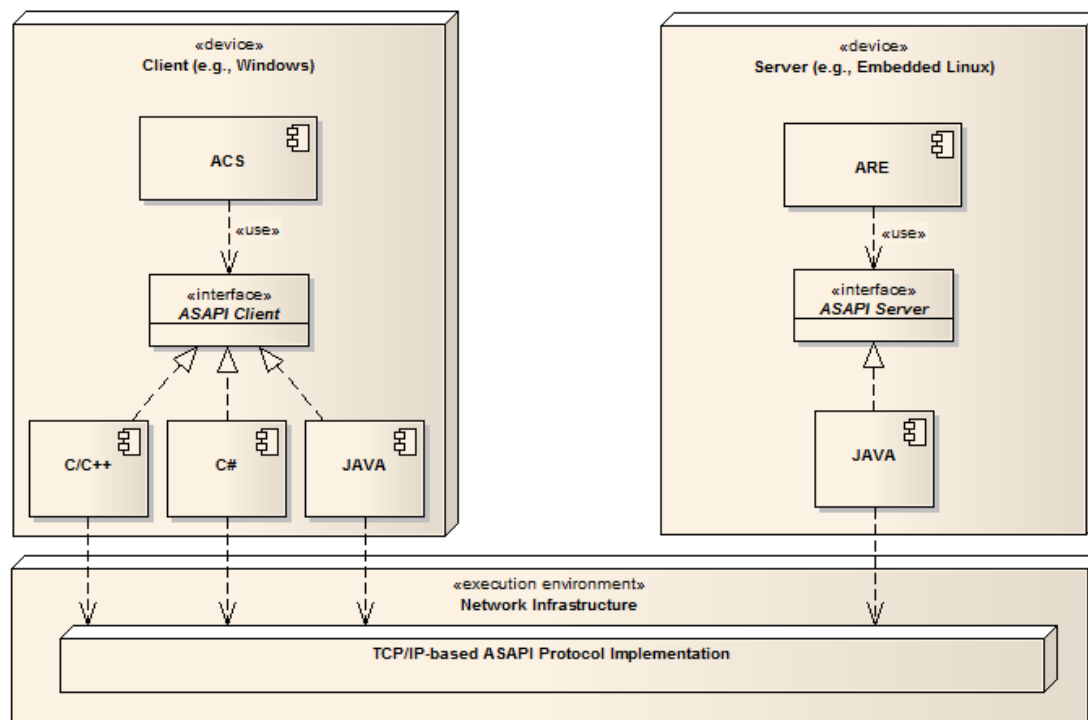 «device»
Client (e.g., Windows)
ACS
«use»
«interface»
ASAPI Client
C/C++
C#
JAVA
«device»
Server (e.g., Embedded Linux)
ARE
«use»
«interface»
ASAPI Server
JAVA
«execution environment»
Network Infrastructure
TCP/IP-based ASAPI Protocol Implementation